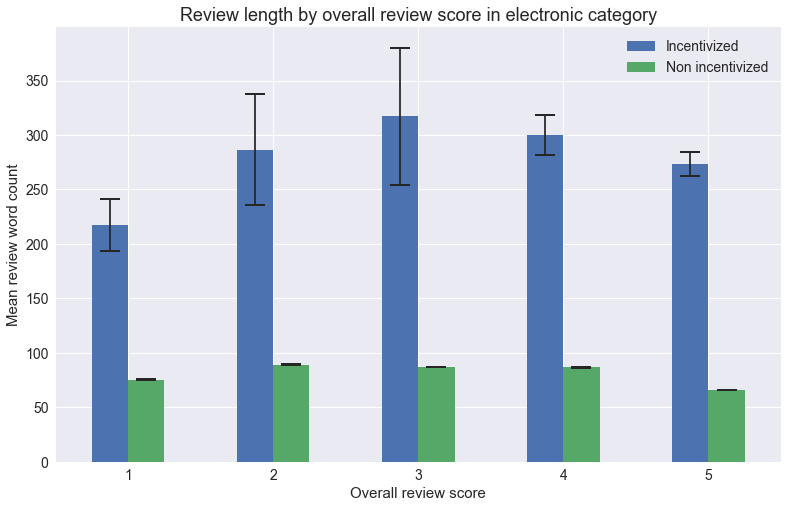 Review length by overall review score in electronic category
Incentivized
Non incentivized
Mean review word count
350
300
250
200
150
100
50
0
1 2 3 4 5
Overall review score